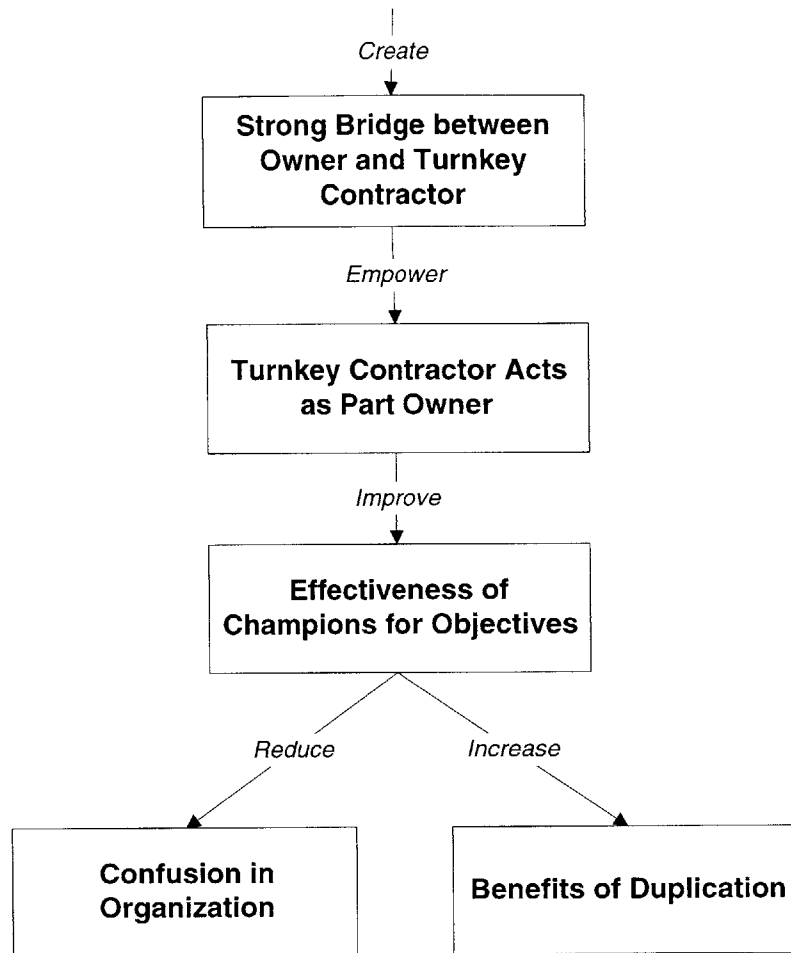 Create
Strong Bridge between
Owner and Turnkey
Contractor
Empower
Turnkey Contractor Acts
as Part Owner
Improve
Effectiveness of
Champions for Objectives
Reduce
Increase
Confusion in
Organization
Benefits of Duplication